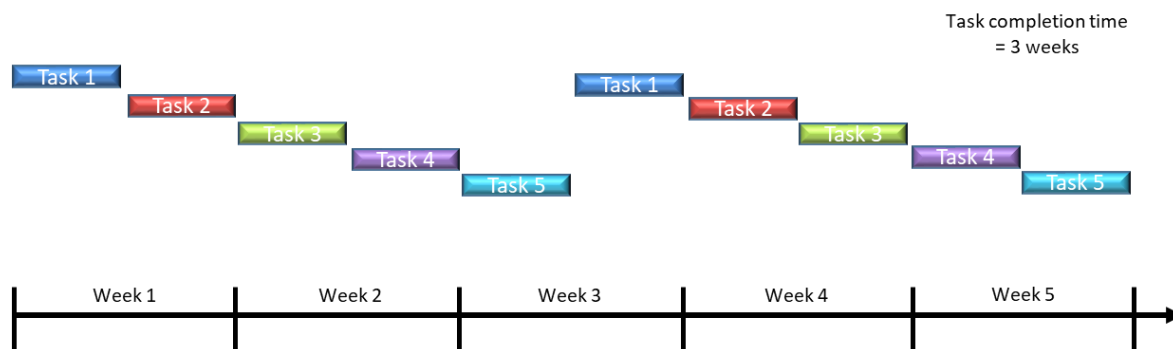 Task completion time
= 3 weeks
Task 1
Task 2
Task 3
Task 4
Task 5
Task 1
Task 2
Task 3
Task 4
Task 5
Week 1
Week 2
Week 3
Week 4
Week 5